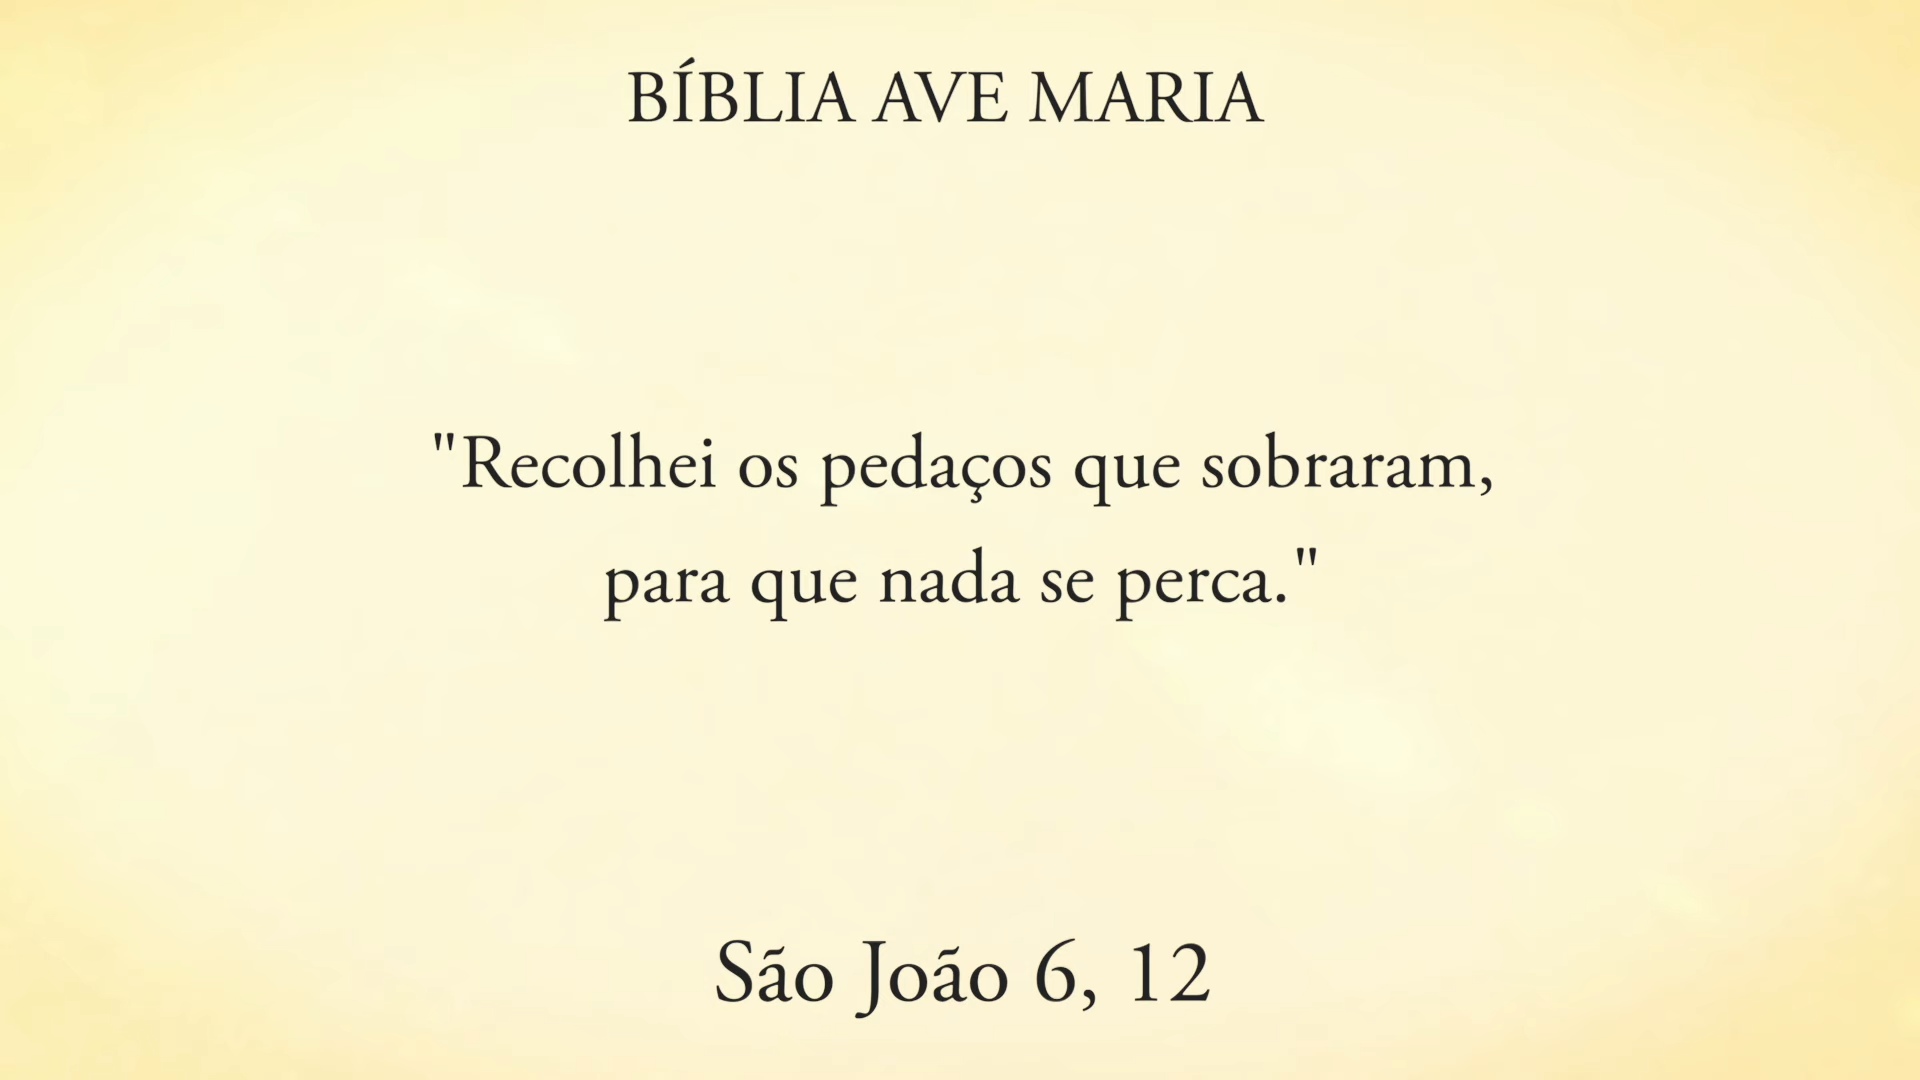 BÍBLIA AVE MARIA
"Recolhei os pedaços que sobraram,
para que nada se perca."
São João 6, 12